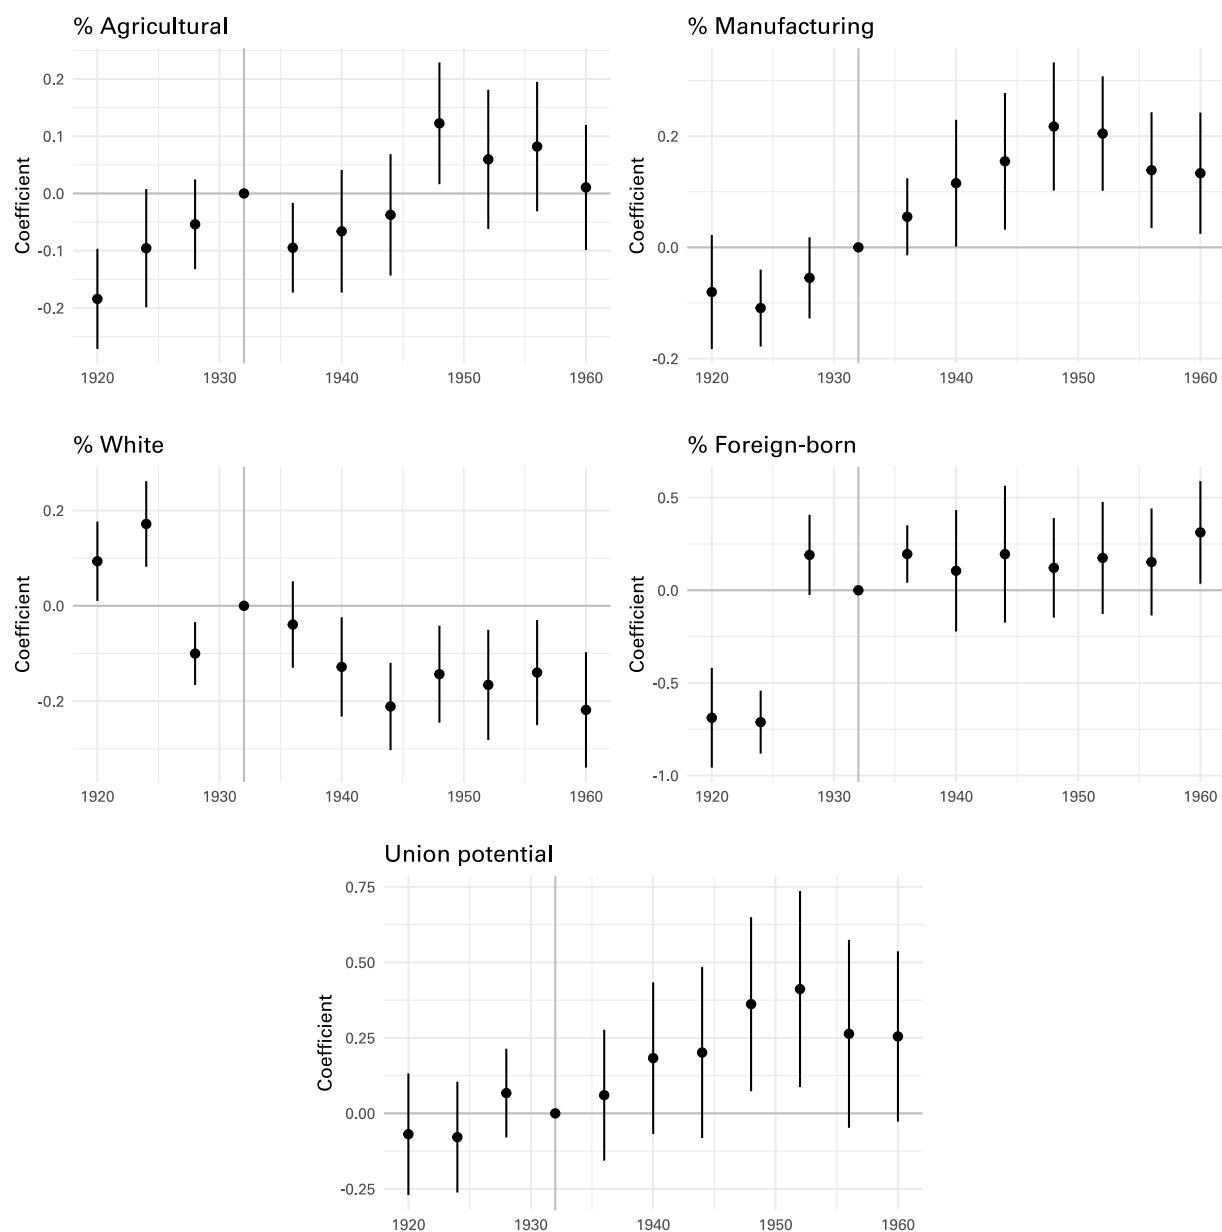 % Agricultural
Coefficient
0.2
0.1
0.0
-0.1
-0.2
1920 1930 1940 1950 1960
% Manufacturing
Coefficient
0.2
0.0
-0.2
1920 1930 1940 1950 1960
% White
Coefficient
0.2
0.0
-0.2
1920 1930 1940 1950 1960
% Foreign-born
Coefficient
0.5
0.0
-0.5
-1.0
1920 1930 1940 1950 1960
Union potential
Coefficient
0.75
0.50
0.25
0.00
-0.25
1920 1930 1940 1950 1960